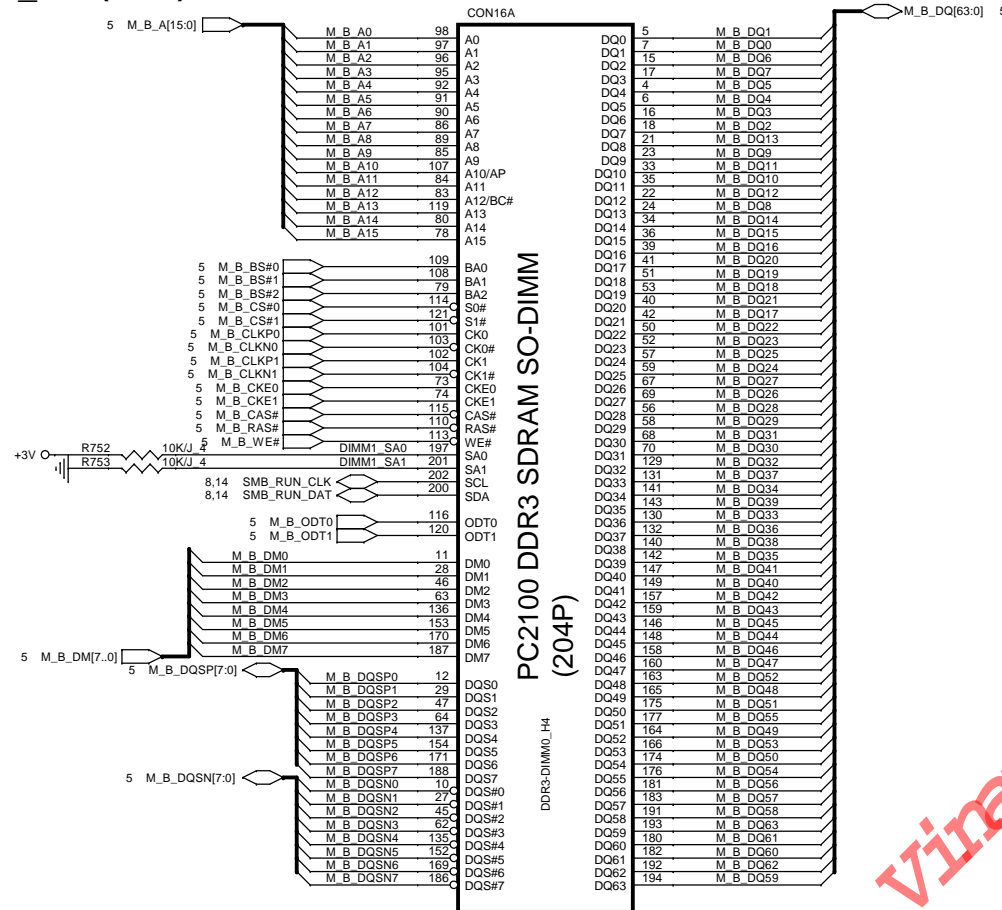 CON16A
5 M_B_A[15:0]
M_B_A0 98 A0
M_B_A1 97 A1
M_B_A2 96 A2
M_B_A3 95 A3
M_B_A4 92 A4
M_B_A5 91 A5
M_B_A6 90 A6
M_B_A7 86 A7
M_B_A8 89 A8
M_B_A9 85 A9
M_B_A10 107 A10/AP
M_B_A11 84 A11
M_B_A12 83 A12/BC#
M_B_A13 119 A13
M_B_A14 80 A14
M_B_A15 78 A15
5 M_B_BS#0 109 BA0
5 M_B_BS#1 108 BA1
5 M_B_BS#2 79 BA2
5 M_B_CS#0 114 S0#
5 M_B_CS#1 121 S1#
5 M_B_CLKP0 101 CK0
5 M_B_CLKN0 103 CK0#
5 M_B_CLKP1 102 CK1
5 M_B_CLKN1 104 CK1#
5 M_B_CKE0 73 CKE0
5 M_B_CKE1 74 CKE1
5 M_B_CAS# 115 CAS#
5 M_B_RAS# 110 RAS#
5 M_B_WE# 113 WE#
+3V R752 10K/J_4 DIMM1_SA0 197 SA0
R753 10K/J_4 DIMM1_SA1 201 SA1
8,14 SMB_RUN_CLK 202 SCL
8,14 SMB_RUN_DAT 200 SDA
5 M_B_ODT0 116 ODT0
5 M_B_ODT1 120 ODT1
M_B_DM0 11 DM0
M_B_DM1 28 DM1
M_B_DM2 46 DM2
M_B_DM3 63 DM3
M_B_DM4 136 DM4
M_B_DM5 153 DM5
M_B_DM6 170 DM6
M_B_DM7 187 DM7
5 M_B_DM[7..0]
5 M_B_DQSP[7:0]
M_B_DQSP0 12 DQS0
M_B_DQSP1 29 DQS1
M_B_DQSP2 47 DQS2
M_B_DQSP3 64 DQS3
M_B_DQSP4 137 DQS4
M_B_DQSP5 154 DQS5
M_B_DQSP6 171 DQS6
M_B_DQSP7 188 DQS7
5 M_B_DQSN[7:0]
M_B_DQSN0 10 DQS#0
M_B_DQSN1 27 DQS#1
M_B_DQSN2 45 DQS#2
M_B_DQSN3 62 DQS#3
M_B_DQSN4 135 DQS#4
M_B_DQSN5 152 DQS#5
M_B_DQSN6 169 DQS#6
M_B_DQSN7 186 DQS#7
PC2100 DDR3 SDRAM SO-DIMM
(204P)
DDR3-DIMM0_H4
M_B_DQ[63:0] 5
DQ0 5 M_B_DQ1
DQ1 7 M_B_DQ0
DQ2 15 M_B_DQ6
DQ3 17 M_B_DQ7
DQ4 4 M_B_DQ5
DQ5 6 M_B_DQ4
DQ6 16 M_B_DQ3
DQ7 18 M_B_DQ2
DQ8 21 M_B_DQ13
DQ9 23 M_B_DQ9
DQ10 33 M_B_DQ11
DQ11 35 M_B_DQ10
DQ12 22 M_B_DQ12
DQ13 24 M_B_DQ8
DQ14 34 M_B_DQ14
DQ15 36 M_B_DQ15
DQ16 39 M_B_DQ16
DQ17 41 M_B_DQ20
DQ18 51 M_B_DQ19
DQ19 53 M_B_DQ18
DQ20 40 M_B_DQ21
DQ21 42 M_B_DQ17
DQ22 50 M_B_DQ22
DQ23 52 M_B_DQ23
DQ24 57 M_B_DQ25
DQ25 59 M_B_DQ24
DQ26 67 M_B_DQ27
DQ27 69 M_B_DQ26
DQ28 56 M_B_DQ28
DQ29 58 M_B_DQ29
DQ30 68 M_B_DQ31
DQ31 70 M_B_DQ30
DQ32 129 M_B_DQ32
DQ33 131 M_B_DQ37
DQ34 141 M_B_DQ34
DQ35 143 M_B_DQ39
DQ36 130 M_B_DQ33
DQ37 132 M_B_DQ36
DQ38 140 M_B_DQ38
DQ39 142 M_B_DQ35
DQ40 147 M_B_DQ41
DQ41 149 M_B_DQ40
DQ42 157 M_B_DQ42
DQ43 159 M_B_DQ43
DQ44 146 M_B_DQ45
DQ45 148 M_B_DQ44
DQ46 158 M_B_DQ46
DQ47 160 M_B_DQ47
DQ48 163 M_B_DQ52
DQ49 165 M_B_DQ48
DQ50 175 M_B_DQ51
DQ51 177 M_B_DQ55
DQ52 164 M_B_DQ49
DQ53 166 M_B_DQ53
DQ54 174 M_B_DQ50
DQ55 176 M_B_DQ54
DQ56 181 M_B_DQ56
DQ57 183 M_B_DQ57
DQ58 191 M_B_DQ58
DQ59 193 M_B_DQ63
DQ60 180 M_B_DQ61
DQ61 182 M_B_DQ60
DQ62 192 M_B_DQ62
DQ63 194 M_B_DQ59